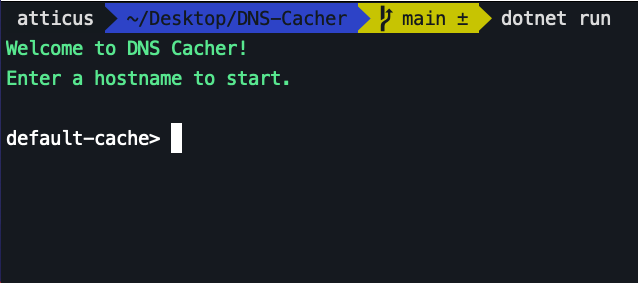 atticus ~/Desktop/DNS-Cacher main ± dotnet run
Welcome to DNS Cacher!
Enter a hostname to start.
default-cache>